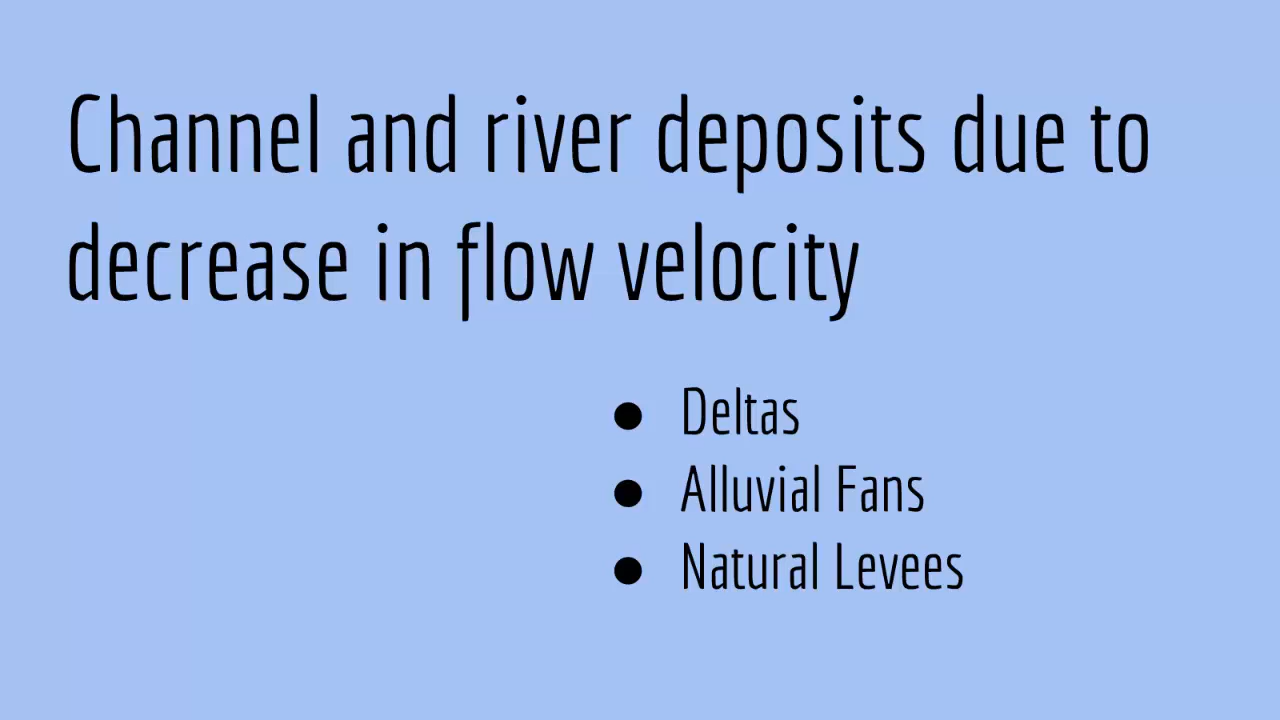 Channel and river deposits due to
decrease in flow velocity
● Deltas
● Alluvial Fans
● Natural Levees